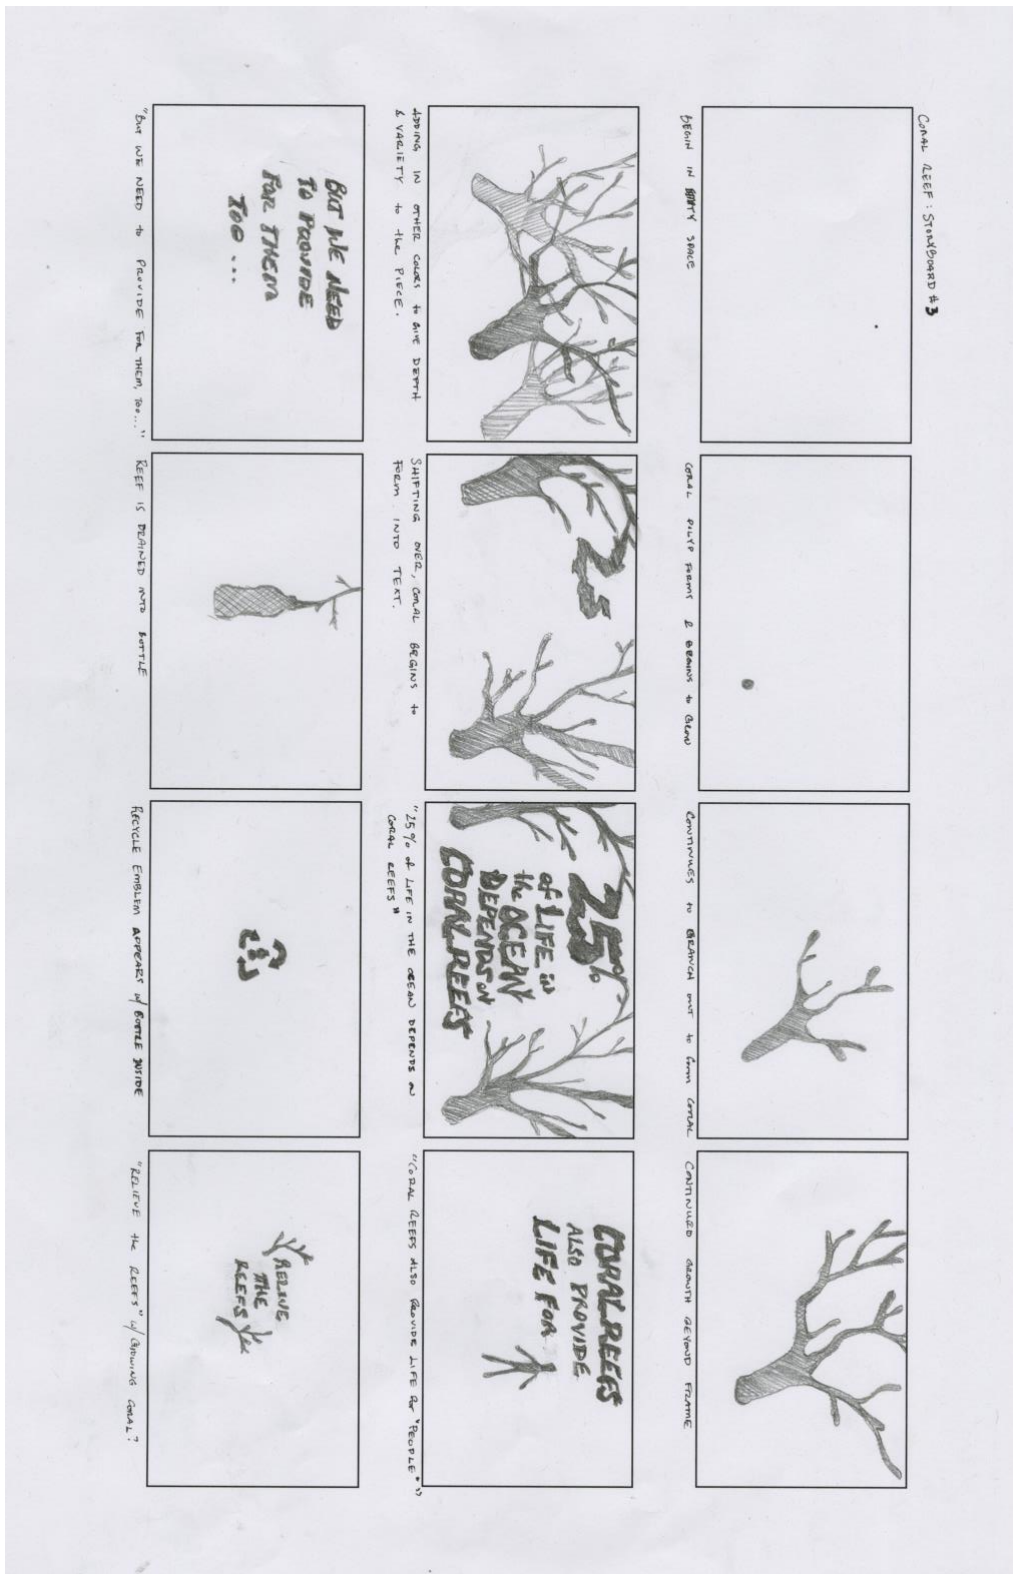 CORAL REEF: STORYBOARD #3
BEGIN IN EMPTY SPACE
CORAL POLYP FORMS & BEGINS to GROW
CONTINUES to BRANCH OUT to FORM CORAL
CONTINUED GROWTH BEYOND FRAME
ADDING IN OTHER COLORS to GIVE DEPTH
& VARIETY to the PIECE.
25
SHIFTING OVER, CORAL BEGINS to
FORM INTO TEXT.
25%
of LIFE in
the OCEAN
DEPENDS ON
CORAL REEFS
"25% of LIFE IN THE OCEAN DEPENDS ON
CORAL REEFS"
CORAL REEFS
ALSO PROVIDE
LIFE FOR
"CORAL REEFS ALSO PROVIDE LIFE FOR "PEOPLE""
BUT WE NEED
TO PROVIDE
FOR THEM
TOO...
"BUT WE NEED to PROVIDE FOR THEM, TOO..."
REEF IS DRAINED INTO BOTTLE
RECYCLE EMBLEM APPEARS w/ BOTTLE INSIDE
THE
REEFS
"RELIEVE the REEFS" w/ GROWING CORAL?